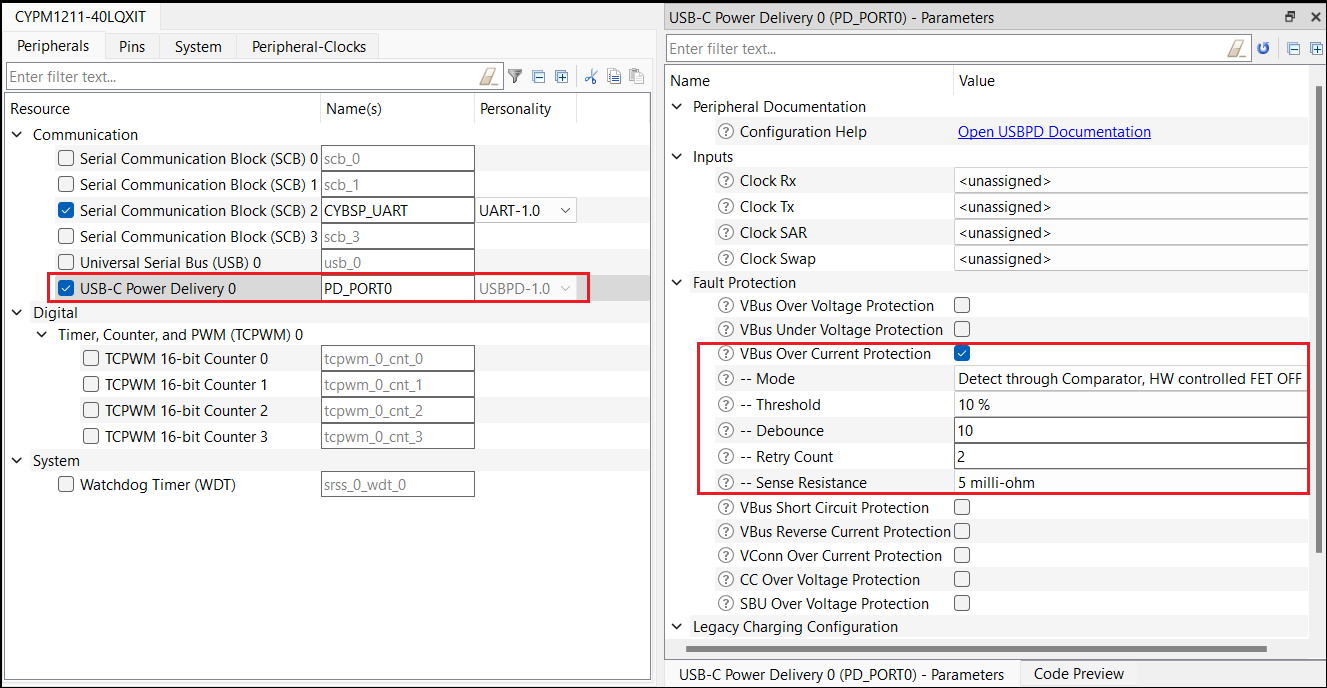 CYPM1211-40LQXIT
Peripherals Pins System Peripheral-Clocks
Enter filter text...
Resource Name(s) Personality
Communication
Serial Communication Block (SCB) 0 scb_0
Serial Communication Block (SCB) 1 scb_1
Serial Communication Block (SCB) 2 CYBSP_UART UART-1.0
Serial Communication Block (SCB) 3 scb_3
Universal Serial Bus (USB) 0 usb_0
USB-C Power Delivery 0 PD_PORT0 USBPD-1.0
Digital
Timer, Counter, and PWM (TCPWM) 0
TCPWM 16-bit Counter 0 tcpwm_0_cnt_0
TCPWM 16-bit Counter 1 tcpwm_0_cnt_1
TCPWM 16-bit Counter 2 tcpwm_0_cnt_2
TCPWM 16-bit Counter 3 tcpwm_0_cnt_3
System
Watchdog Timer (WDT) srss_0_wdt_0
USB-C Power Delivery 0 (PD_PORT0) - Parameters
Enter filter text...
Name Value
Peripheral Documentation
? Configuration Help Open USBPD Documentation
Inputs
? Clock Rx <unassigned>
? Clock Tx <unassigned>
? Clock SAR <unassigned>
? Clock Swap <unassigned>
Fault Protection
? VBus Over Voltage Protection
? VBus Under Voltage Protection
? VBus Over Current Protection
? -- Mode Detect through Comparator, HW controlled FET OFF
? -- Threshold 10 %
? -- Debounce 10
? -- Retry Count 2
? -- Sense Resistance 5 milli-ohm
? VBus Short Circuit Protection
? VBus Reverse Current Protection
? VConn Over Current Protection
? CC Over Voltage Protection
? SBU Over Voltage Protection
Legacy Charging Configuration
USB-C Power Delivery 0 (PD_PORT0) - Parameters Code Preview